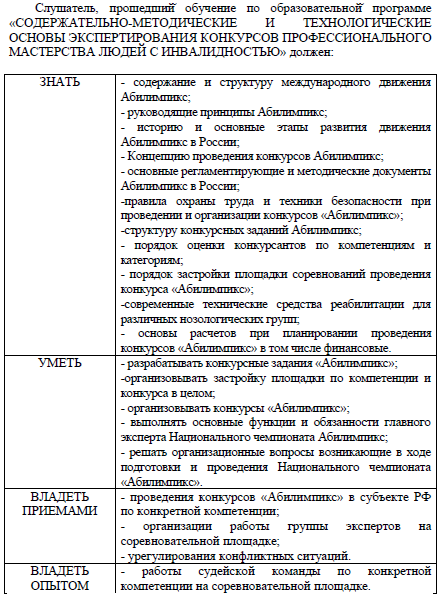 Слушатель, прошедший обучение по образовательной программе
«СОДЕРЖАТЕЛЬНО-МЕТОДИЧЕСКИЕ И ТЕХНОЛОГИЧЕСКИЕ
ОСНОВЫ ЭКСПЕРТИРОВАНИЯ КОНКУРСОВ ПРОФЕССИОНАЛЬНОГО
МАСТЕРСТВА ЛЮДЕЙ С ИНВАЛИДНОСТЬЮ» должен:
ЗНАТЬ
- содержание и структуру международного движения
Абилимпикс;
- руководящие принципы Абилимпикс;
- историю и основные этапы развития движения
Абилимпикс в России;
- Концепцию проведения конкурсов Абилимпикс;
- основные регламентирующие и методические документы
Абилимпикс в России;
-правила охраны труда и техники безопасности при
проведении и организации конкурсов «Абилимпикс»;
-структуру конкурсных заданий Абилимпикс;
- порядок оценки конкурсантов по компетенциям и
категориям;
- порядок застройки площадки соревнований проведения
конкурса «Абилимпикс»;
-современные технические средства реабилитации для
различных нозологических групп;
- основы расчетов при планировании проведения
конкурсов «Абилимпикс» в том числе финансовые.
УМЕТЬ
- разрабатывать конкурсные задания «Абилимпикс»;
-организовывать застройку площадки по компетенции и
конкурса в целом;
- организовывать конкурсы «Абилимпикс»;
- выполнять основные функции и обязанности главного
эксперта Национального чемпионата Абилимпикс;
- решать организационные вопросы возникающие в ходе
подготовки и проведения Национального чемпионата
«Абилимпикс».
ВЛАДЕТЬ
ПРИЕМАМИ
- проведения конкурсов «Абилимпикс» в субъекте РФ
по конкретной компетенции;
- организации работы группы экспертов на
соревновательной площадке;
- урегулирования конфликтных ситуаций.
ВЛАДЕТЬ
ОПЫТОМ
- работы судейской команды по конкретной
компетенции на соревновательной площадке.